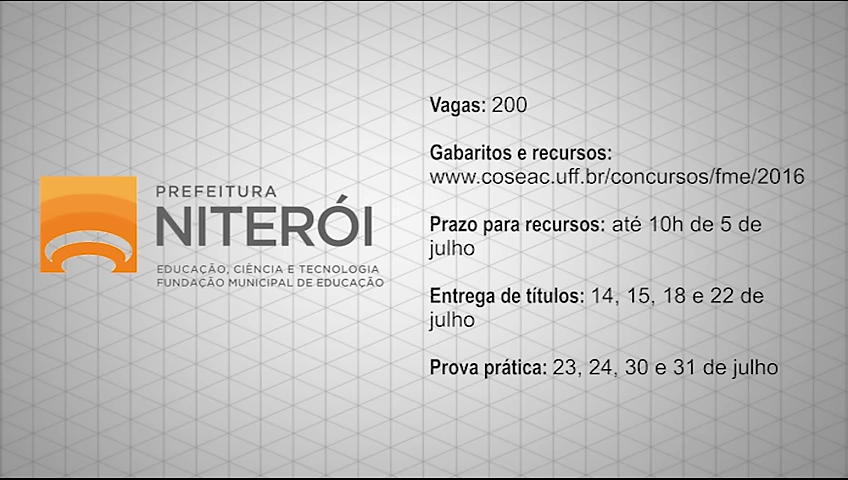 PREFEITURA
NITERÓI
EDUCAÇÃO, CIÊNCIA E TECNOLOGIA
FUNDAÇÃO MUNICIPAL DE EDUCAÇÃO
Vagas: 200
Gabaritos e recursos:
www.coseac.uff.br/concursos/fme/2016
Prazo para recursos: até 10h de 5 de
julho
Entrega de títulos: 14, 15, 18 e 22 de
julho
Prova prática: 23, 24, 30 e 31 de julho